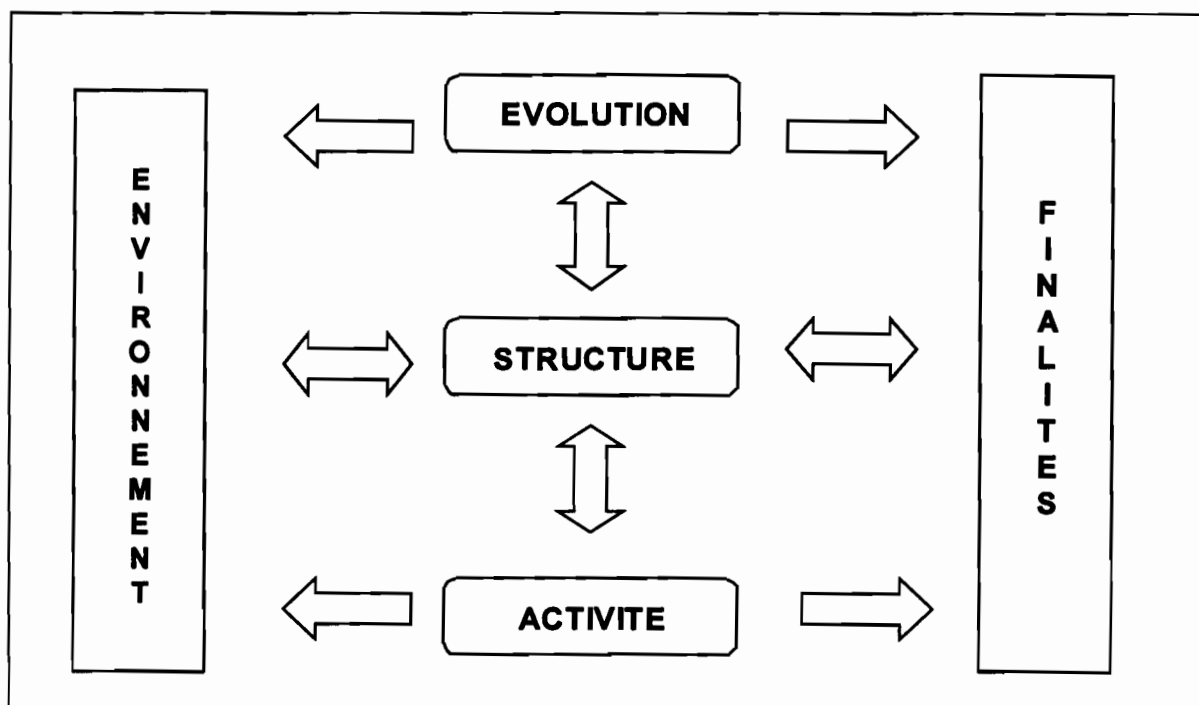 ENVIRONNEMENT
EVOLUTION
STRUCTURE
ACTIVITE
FINALITES